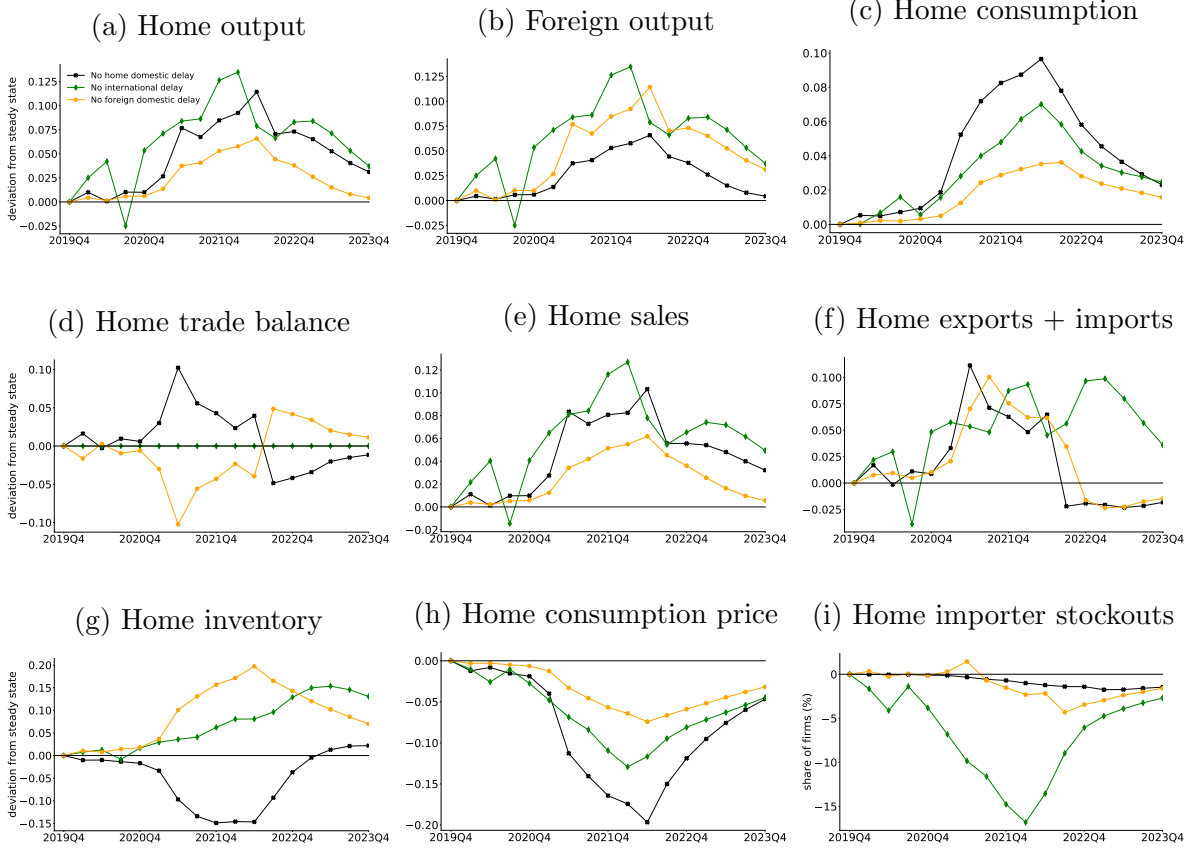 (a) Home output
(b) Foreign output
(c) Home consumption
deviation from steady state
0.125
0.100
0.075
0.050
0.025
0.000
−0.025
No home domestic delay
No international delay
No foreign domestic delay
2019Q4
2020Q4
2021Q4
2022Q4
2023Q4
0.125
0.100
0.075
0.050
0.025
0.000
−0.025
2019Q4
2020Q4
2021Q4
2022Q4
2023Q4
0.10
0.08
0.06
0.04
0.02
0.00
2019Q4
2020Q4
2021Q4
2022Q4
2023Q4
(d) Home trade balance
(e) Home sales
(f) Home exports + imports
deviation from steady state
0.10
0.05
0.00
−0.05
−0.10
2019Q4
2020Q4
2021Q4
2022Q4
2023Q4
0.12
0.10
0.08
0.06
0.04
0.02
0.00
−0.02
2019Q4
2020Q4
2021Q4
2022Q4
2023Q4
0.100
0.075
0.050
0.025
0.000
−0.025
2019Q4
2020Q4
2021Q4
2022Q4
2023Q4
(g) Home inventory
(h) Home consumption price
(i) Home importer stockouts
deviation from steady state
0.20
0.15
0.10
0.05
0.00
−0.05
−0.10
−0.15
2019Q4
2020Q4
2021Q4
2022Q4
2023Q4
0.00
−0.05
−0.10
−0.15
−0.20
2019Q4
2020Q4
2021Q4
2022Q4
2023Q4
share of firms (%)
0
−5
−10
−15
2019Q4
2020Q4
2021Q4
2022Q4
2023Q4